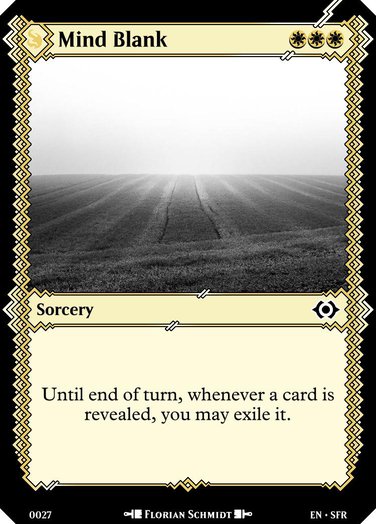 Mind Blank
Sorcery
Until end of turn, whenever a card is
revealed, you may exile it.
0027
Florian Schmidt
EN • SFR